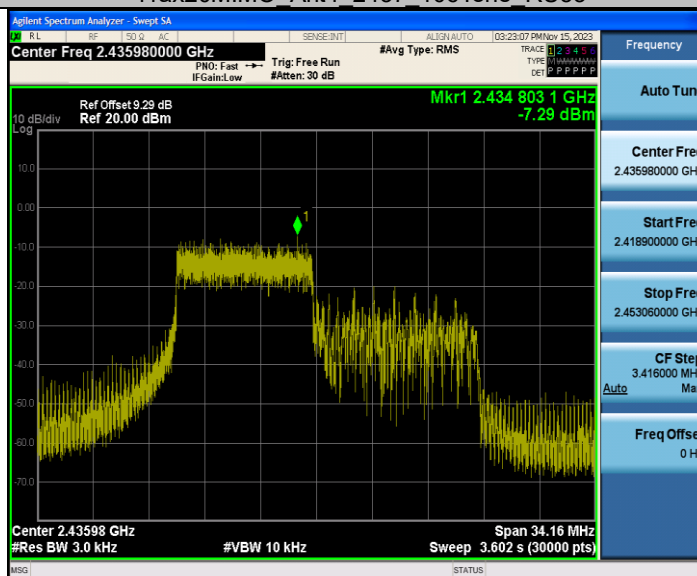 Agilent Spectrum Analyzer - Swept SA
RL RF 50 Ω AC SENSE:INT ALIGN AUTO 03:23:07 PM Nov 15, 2023
Center Freq 2.435980000 GHz #Avg Type: RMS TRACE 1 2 3 4 5 6
PNO: Fast Trig: Free Run TYPE M WWWWW
IFGain:Low #Atten: 30 dB DET P P P P P P
Frequency
Mkr1 2.434 803 1 GHz
-7.29 dBm
Ref Offset 9.29 dB
10 dB/div Ref 20.00 dBm
Log
10.0
0.00
-10.0
-20.0
-30.0
-40.0
-50.0
-60.0
-70.0
1
Center 2.43598 GHz Span 34.16 MHz
#Res BW 3.0 kHz #VBW 10 kHz Sweep 3.602 s (30000 pts)
MSG STATUS
Auto Tun
Center Fre
2.435980000 GH
Start Fre
2.418900000 GH
Stop Fre
2.453060000 GH
CF Step
3.416000 MH
Auto Ma
Freq Offse
0 H